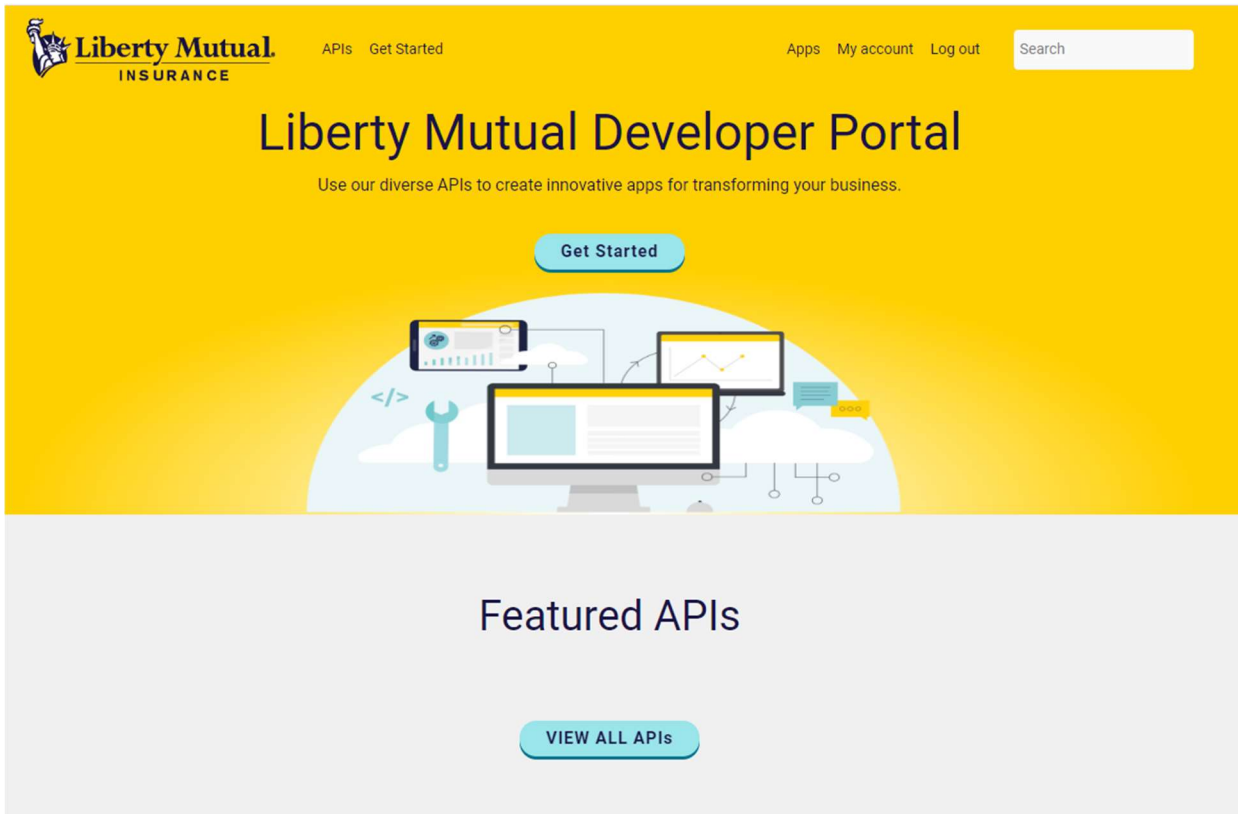 Liberty Mutual.
INSURANCE
APIs Get Started
Apps My account Log out
Search
Liberty Mutual Developer Portal
Use our diverse APIs to create innovative apps for transforming your business.
Get Started
</>
Featured APIs
VIEW ALL APIs